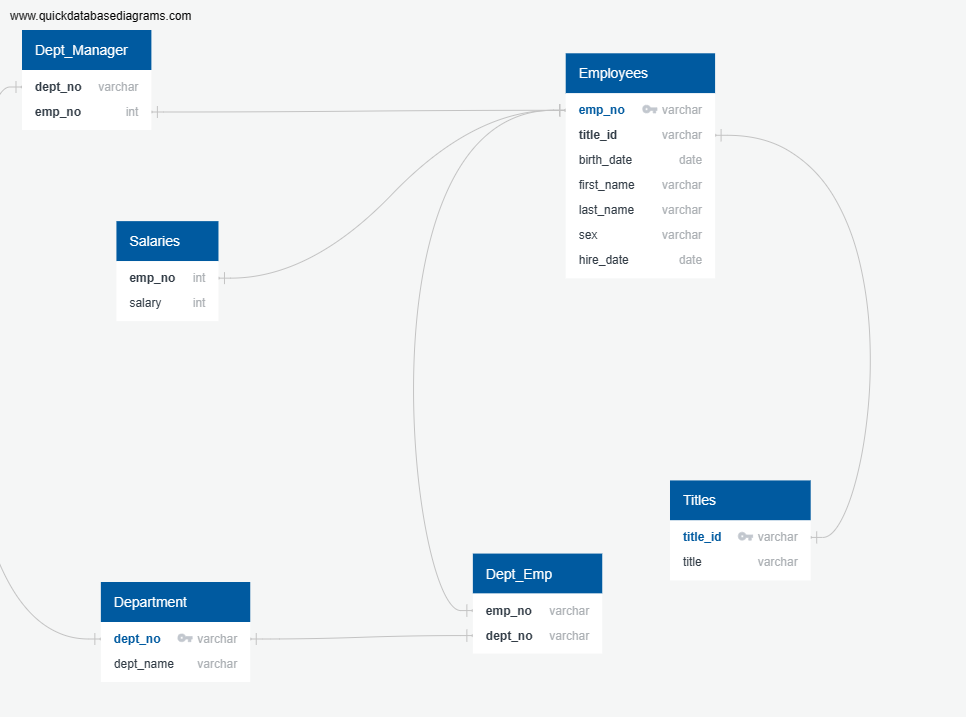 www.quickdatabasediagrams.com
Dept_Manager
dept_no varchar
emp_no int
Employees
emp_no varchar
title_id varchar
birth_date date
first_name varchar
last_name varchar
sex varchar
hire_date date
Salaries
emp_no int
salary int
Titles
title_id varchar
title varchar
Dept_Emp
emp_no varchar
dept_no varchar
Department
dept_no varchar
dept_name varchar